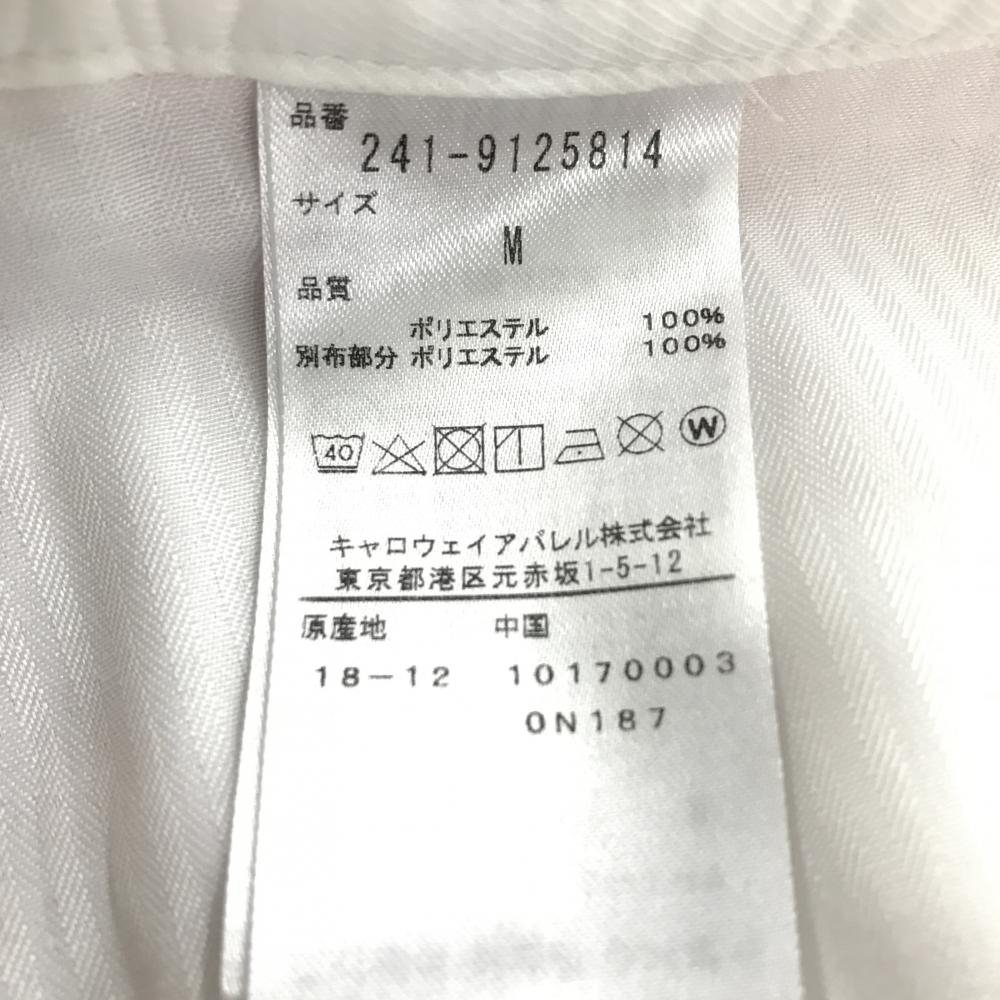 品番
241-9125814
サイズ
M
品質
ポリエステル 100%
別布部分 ポリエステル 100%
40 W
キャロウェイアパレル株式会社
東京都港区元赤坂1-5-12
原産地 中国
18-12 10170003
0N187